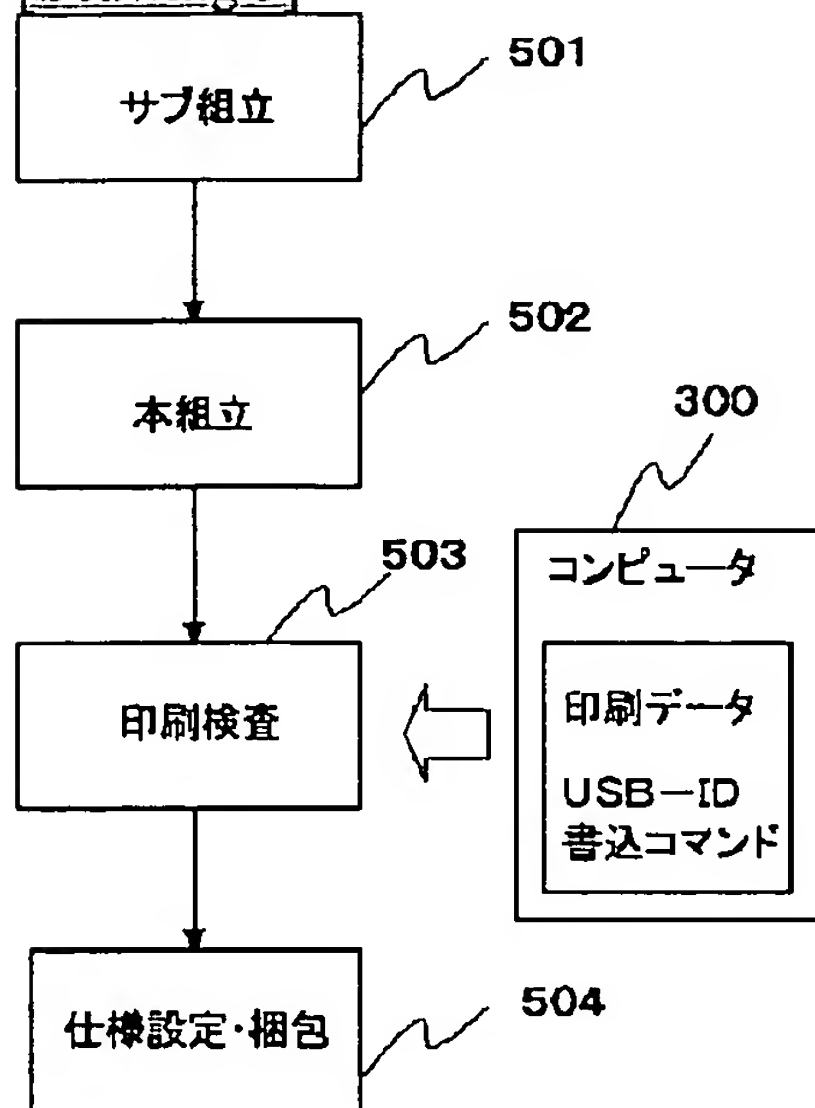 501
サブ組立
502
本組立
300
503
コンピュータ
印刷検査
印刷データ
USB-ID
書込コマンド
504
仕様設定・梱包